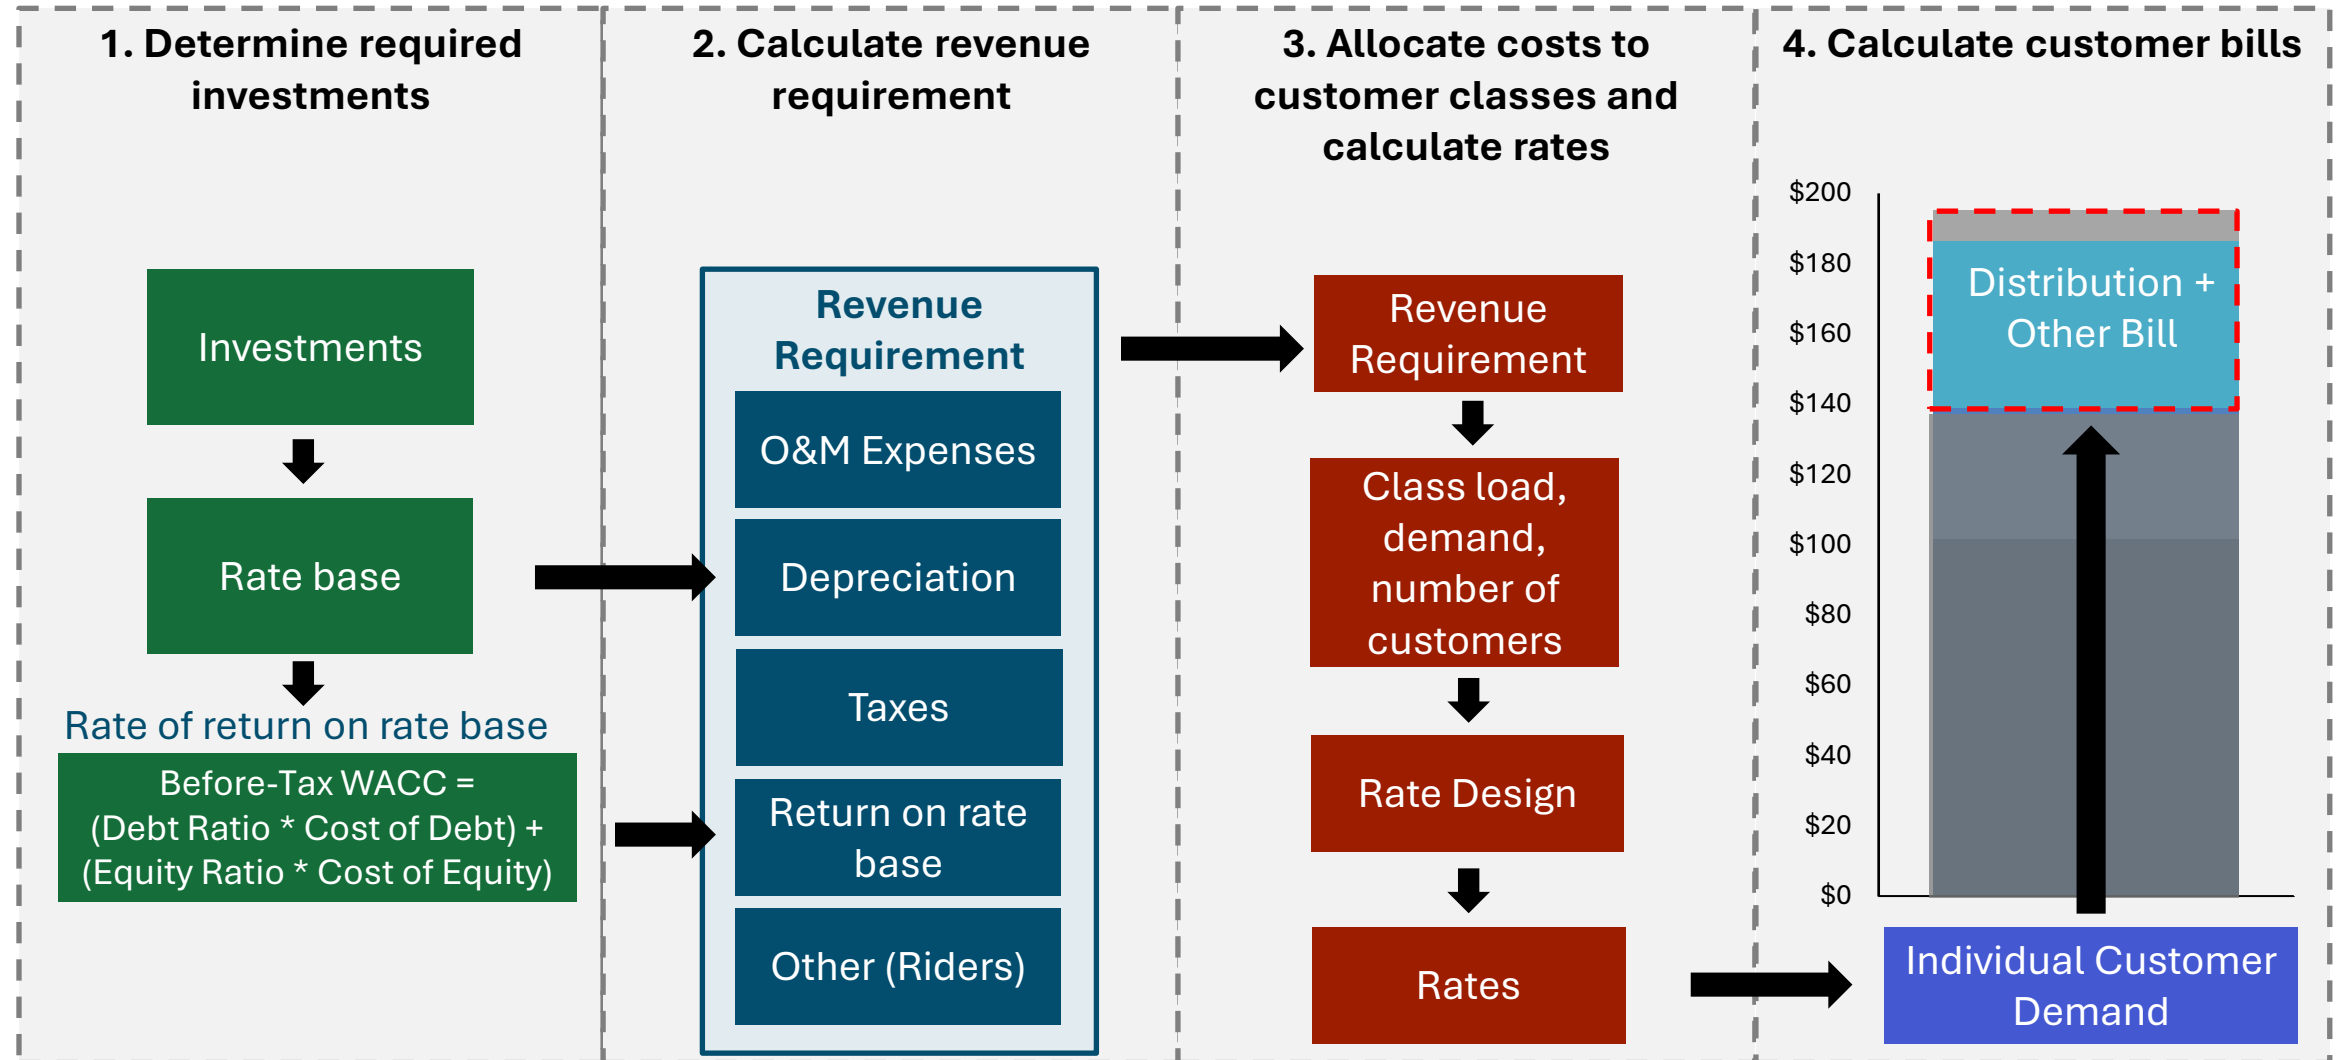 1. Determine required
investments
Investments
Rate base
Rate of return on rate base
Before-Tax WACC =
(Debt Ratio * Cost of Debt) +
(Equity Ratio * Cost of Equity)
2. Calculate revenue
requirement
Revenue
Requirement
O&M Expenses
Depreciation
Taxes
Return on rate
base
Other (Riders)
3. Allocate costs to
customer classes and
calculate rates
Revenue
Requirement
Class load,
demand,
number of
customers
Rate Design
Rates
4. Calculate customer bills
$200
$180
$160
$140
$120
$100
$80
$60
$40
$20
$0
Distribution +
Other Bill
Individual Customer
Demand